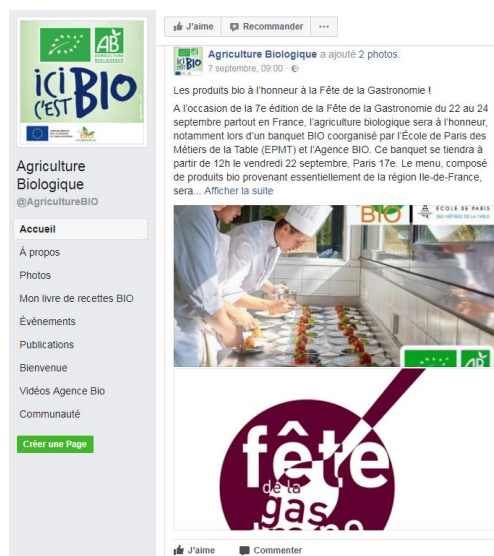 AB
AGRICULTURE
BIOLOGIQUE
iCi
C'EST BIO
Agriculture
Biologique
@AgricultureBIO
Accueil
À propos
Photos
Mon livre de recettes BIO
Évènements
Publications
Bienvenue
Vidéos Agence Bio
Communauté
Créer une Page
J'aime Recommander ...
Agriculture Biologique a ajouté 2 photos.
7 septembre, 09:00 ·
Les produits bio à l'honneur à la Fête de la Gastronomie !
A l'occasion de la 7e édition de la Fête de la Gastronomie du 22 au 24
septembre partout en France, l'agriculture biologique sera à l'honneur,
notamment lors d'un banquet BIO coorganisé par l'École de Paris des
Métiers de la Table (EPMT) et l'Agence BIO. Ce banquet se tiendra à
partir de 12h le vendredi 22 septembre, Paris 17e. Le menu, composé
de produits bio provenant essentiellement de la région Ile-de-France,
sera... Afficher la suite
BIO
ÉCOLE DE PARIS
DES MÉTIERS DE LA TABLE
AB
fête
de la
gas
J'aime Commenter